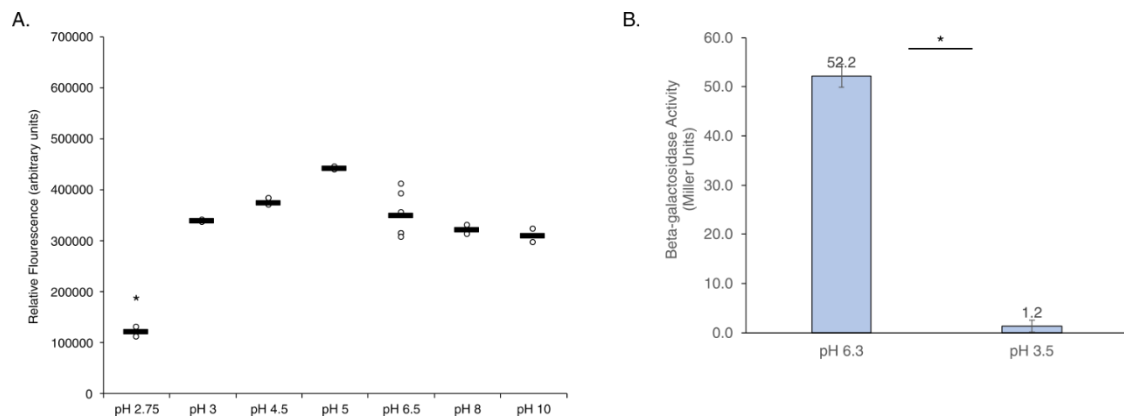 A.
Relative Flourescence (arbitrary units)
700000
600000
500000
400000
300000
200000
100000
0
*
pH 2.75 pH 3 pH 4.5 pH 5 pH 6.5 pH 8 pH 10
B.
Beta-galactosidase Activity
(Miller Units)
60.0
50.0
40.0
30.0
20.0
10.0
0.0
*
52.2
1.2
pH 6.3 pH 3.5